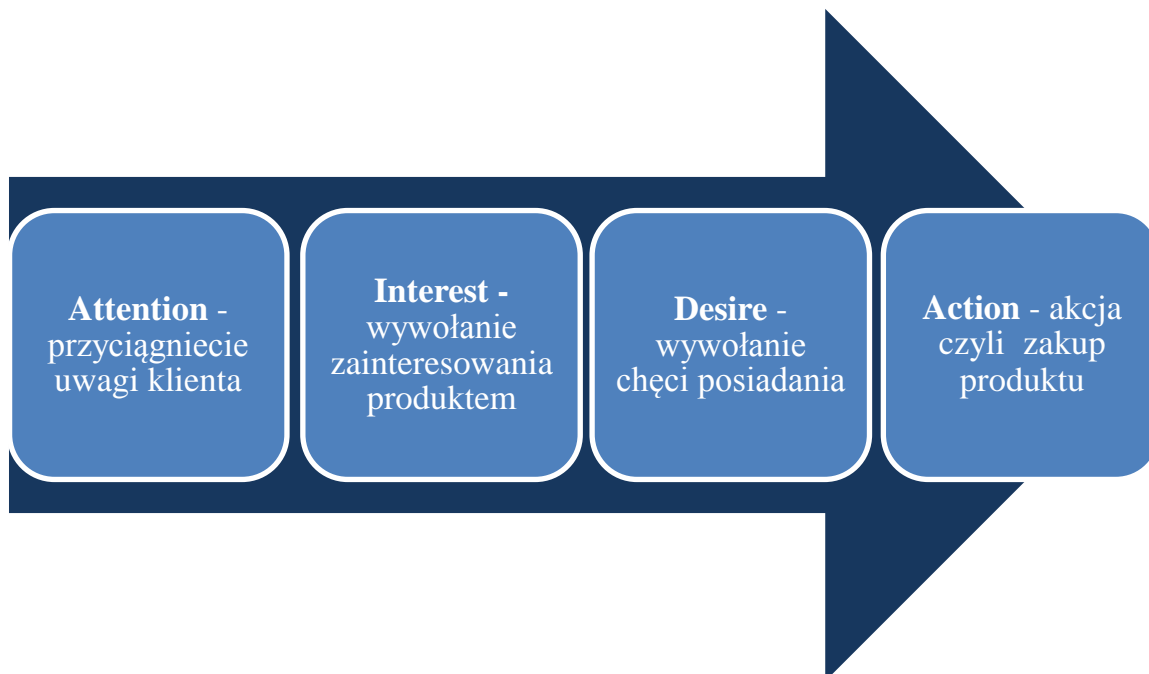 Attention -
przyciągniecie
uwagi klienta
Interest -
wywołanie
zainteresowania
produktem
Desire -
wywołanie
chęci posiadania
Action - akcja
czyli  zakup
produktu